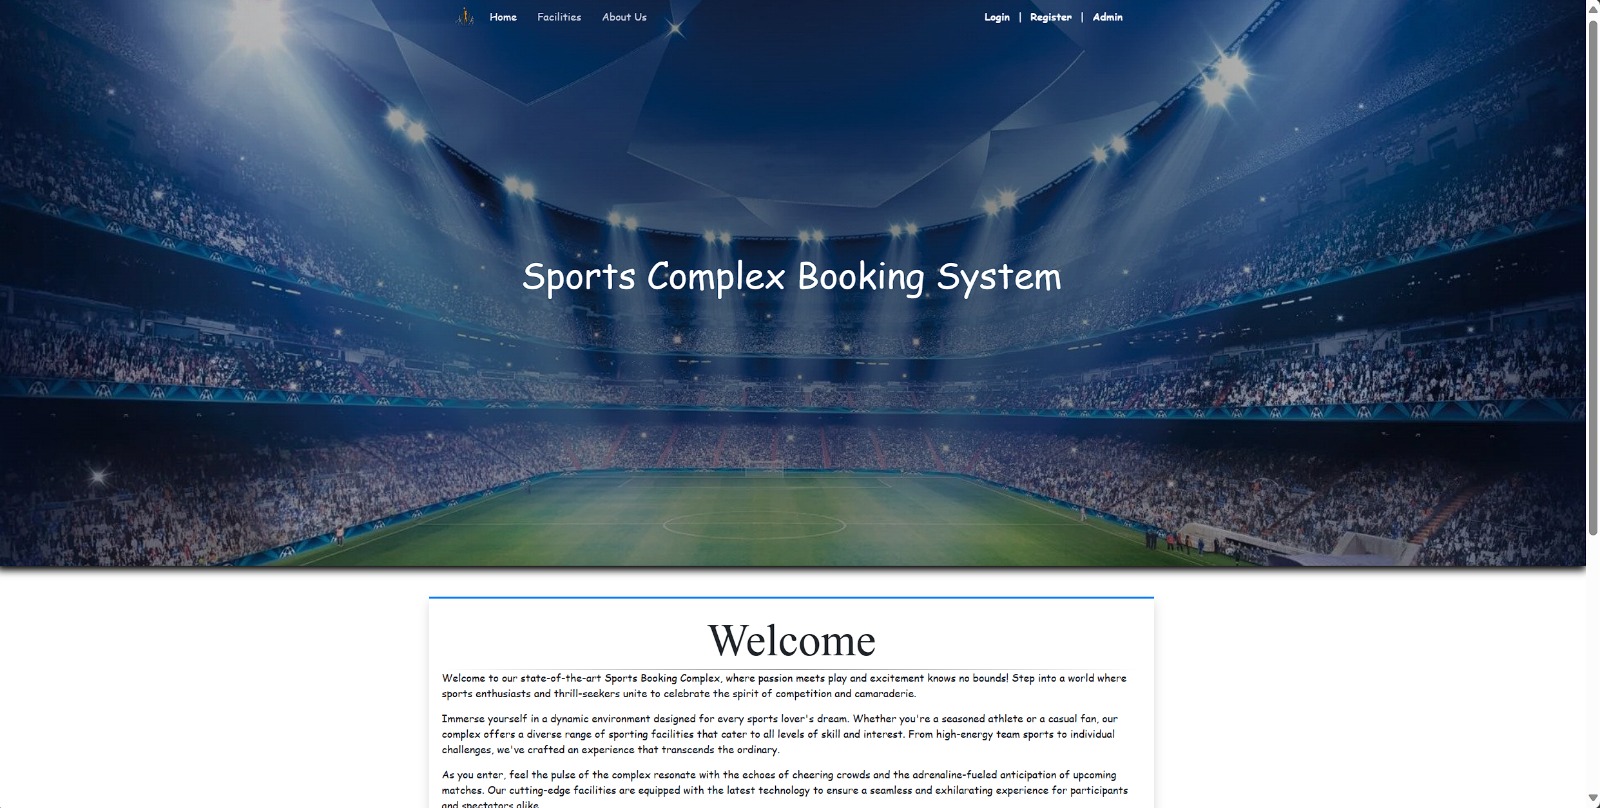 Home Facilities About Us Login | Register | Admin
Sports Complex Booking System
Welcome
Welcome to our state-of-the-art Sports Booking Complex, where passion meets play and excitement knows no bounds! Step into a world where
sports enthusiasts and thrill-seekers unite to celebrate the spirit of competition and camaraderie.
Immerse yourself in a dynamic environment designed for every sports lover's dream. Whether you're a seasoned athlete or a casual fan, our
complex offers a diverse range of sporting facilities that cater to all levels of skill and interest. From high-energy team sports to individual
challenges, we've crafted an experience that transcends the ordinary.
As you enter, feel the pulse of the complex resonate with the echoes of cheering crowds and the adrenaline-fueled anticipation of upcoming
matches. Our cutting-edge facilities are equipped with the latest technology to ensure a seamless and exhilarating experience for participants
and spectators alike.